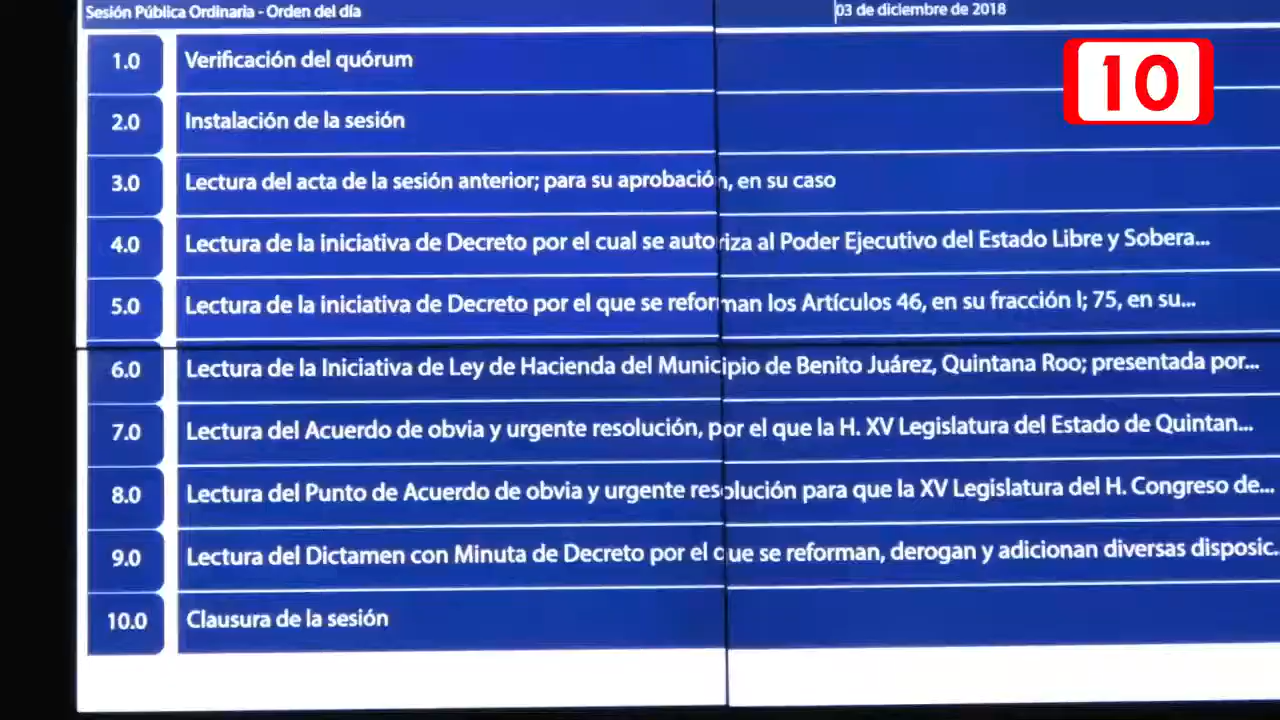 Sesión Pública Ordinaria - Orden del día
03 de diciembre de 2018
10
1.0 Verificación del quórum
2.0 Instalación de la sesión
3.0 Lectura del acta de la sesión anterior; para su aprobación, en su caso
4.0 Lectura de la iniciativa de Decreto por el cual se autoriza al Poder Ejecutivo del Estado Libre y Sobera...
5.0 Lectura de la iniciativa de Decreto por el que se reforman los Artículos 46, en su fracción I; 75, en su...
6.0 Lectura de la Iniciativa de Ley de Hacienda del Municipio de Benito Juárez, Quintana Roo; presentada por...
7.0 Lectura del Acuerdo de obvia y urgente resolución, por el que la H. XV Legislatura del Estado de Quintan...
8.0 Lectura del Punto de Acuerdo de obvia y urgente resolución para que la XV Legislatura del H. Congreso de...
9.0 Lectura del Dictamen con Minuta de Decreto por el que se reforman, derogan y adicionan diversas disposic.
10.0 Clausura de la sesión